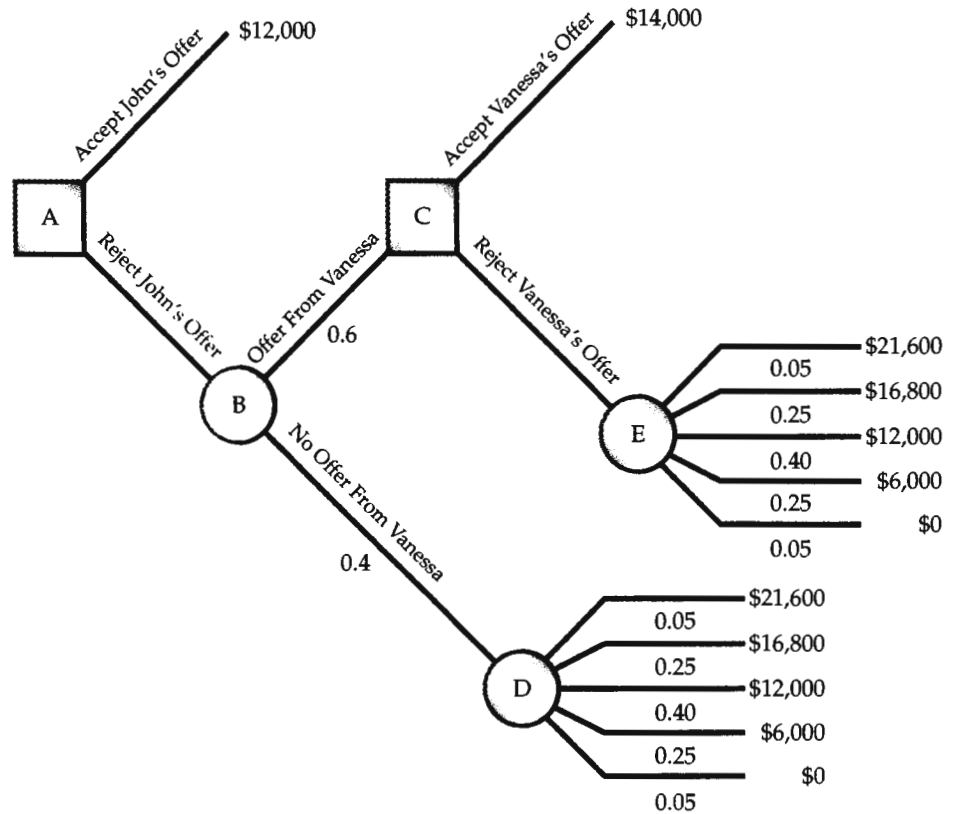 Accept John's Offer
$12,000
A
Reject John's Offer
B
Offer From Vanessa
0.6
No Offer From Vanessa
0.4
C
Accept Vanessa's Offer
$14,000
Reject Vanessa's Offer
E
$21,600
0.05
$16,800
0.25
$12,000
0.40
$6,000
0.25
$0
0.05
D
$21,600
0.05
$16,800
0.25
$12,000
0.40
$6,000
0.25
$0
0.05